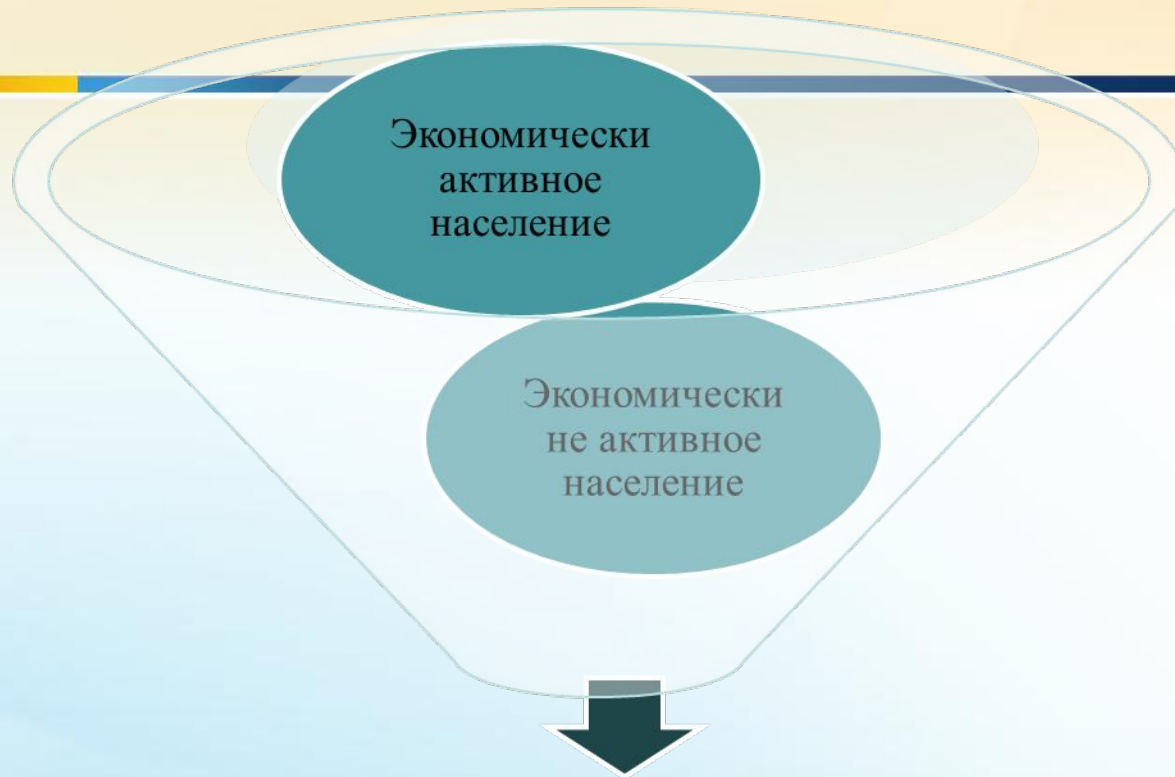 Экономически
активное
население
Экономически
не активное
население